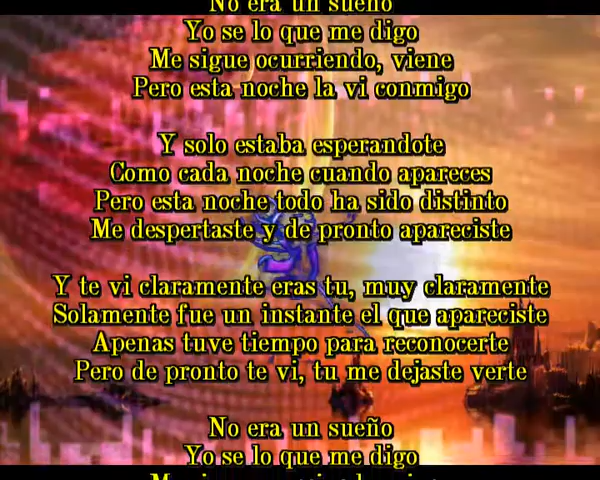 No era un sueño
Yo se lo que me digo
Me sigue ocurriendo, viene
Pero esta noche la vi conmigo
Y solo estaba esperandote
Como cada noche cuando apareces
Pero esta noche todo ha sido distinto
Me despertaste y de pronto apareciste
Y te vi claramente eras tu, muy claramente
Solamente fue un instante el que apareciste
Apenas tuve tiempo para reconocerte
Pero de pronto te vi, tu me dejaste verte
No era un sueño
Yo se lo que me digo